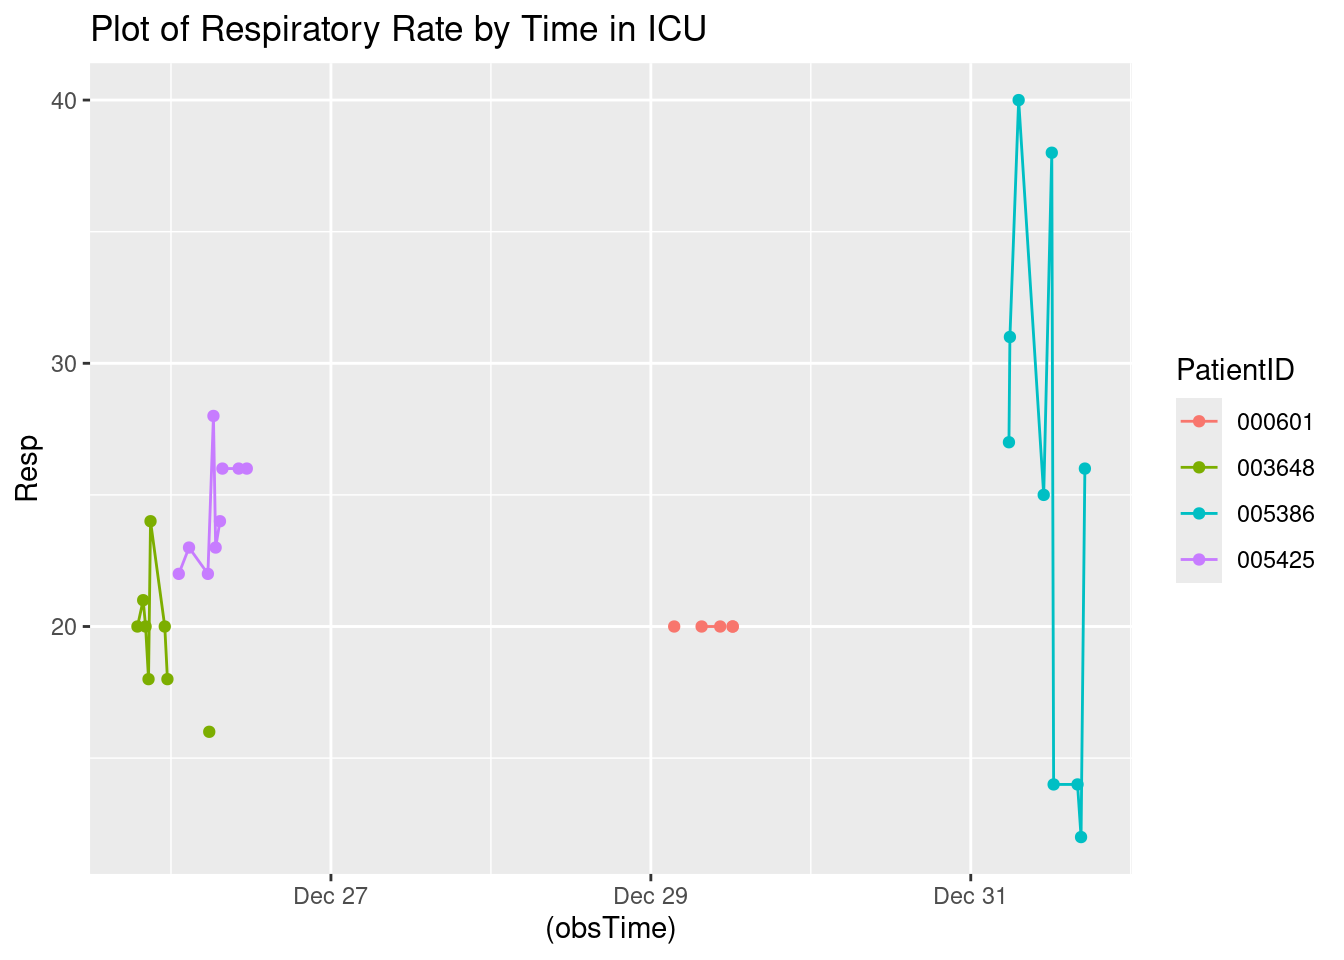 Plot of Respiratory Rate by Time in ICU
40
30
20
Resp
Dec 27
Dec 29
Dec 31
(obsTime)
PatientID
000601
003648
005386
005425